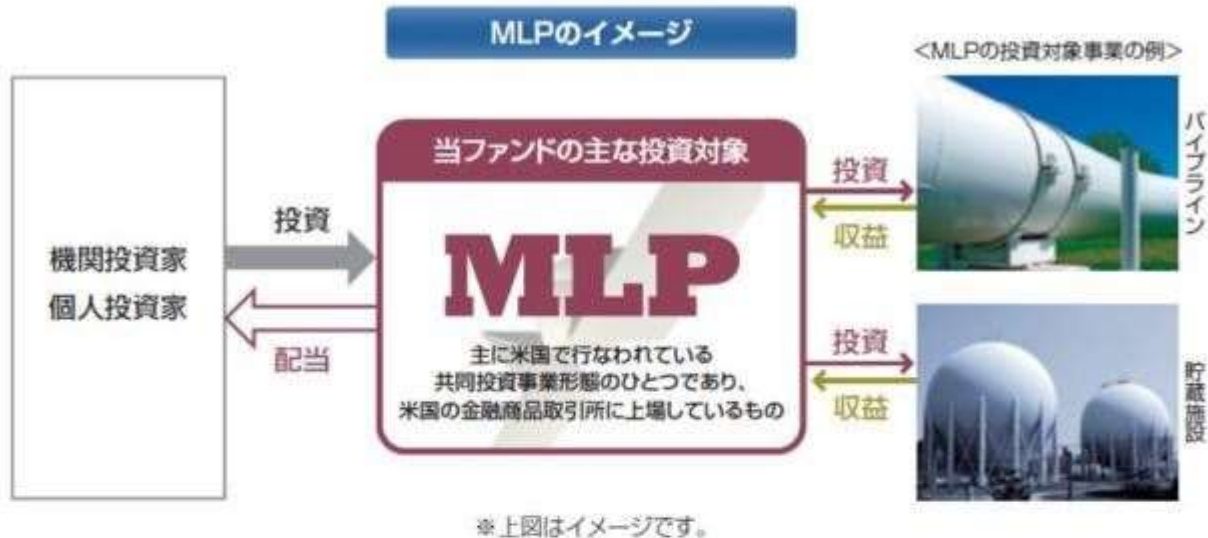 MLPのイメージ
<MLPの投資対象事業の例>
機関投資家
個人投資家
投資
配当
当ファンドの主な投資対象
MLP
主に米国で行なわれている
共同投資事業形態のひとつであり、
米国の金融商品取引所に上場しているもの
投資
収益
パイプライン
投資
収益
貯蔵施設
※上図はイメージです。